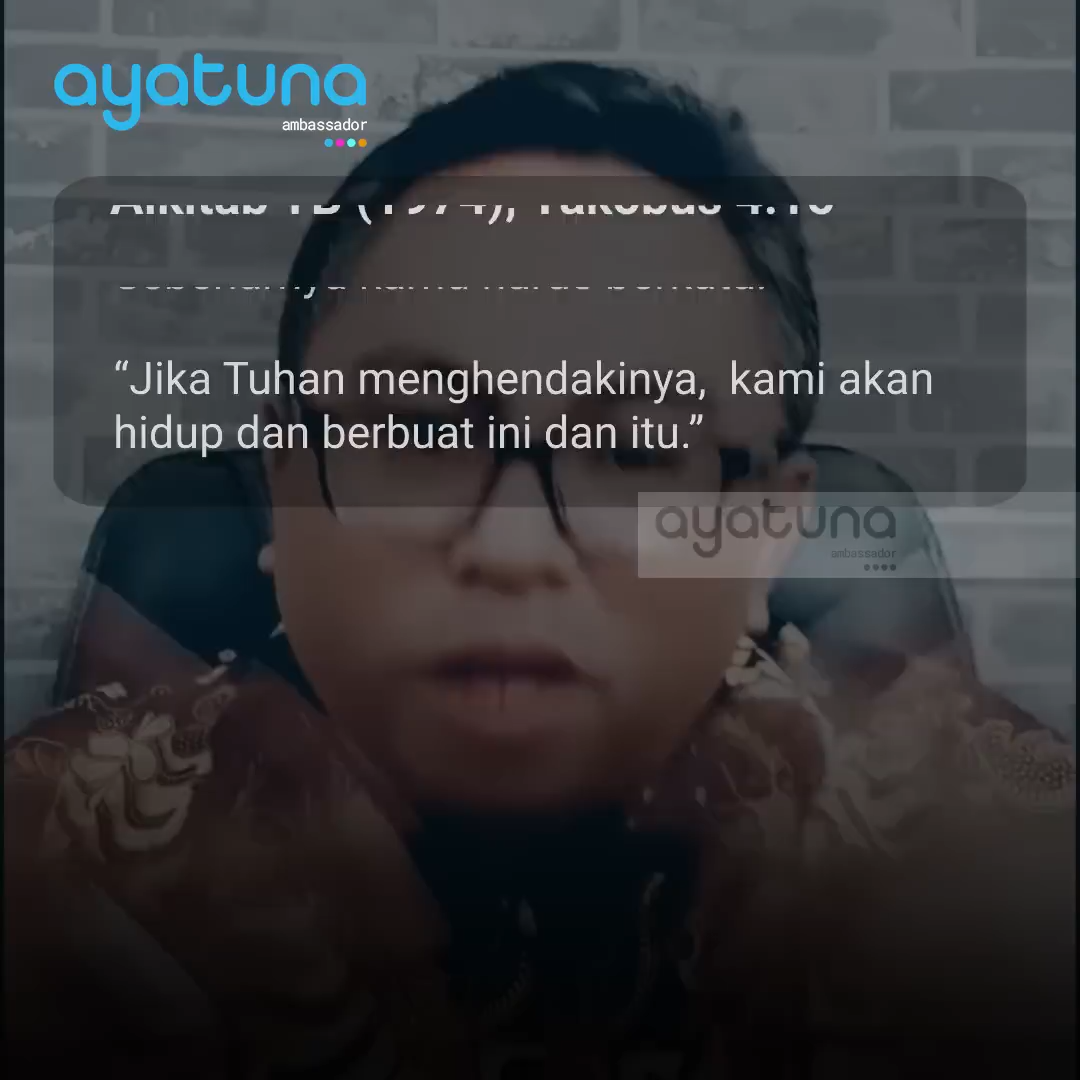 ayatuna
ambassador
“Jika Tuhan menghendakinya, kami akan
hidup dan berbuat ini dan itu.”
ayatuna
ambassador